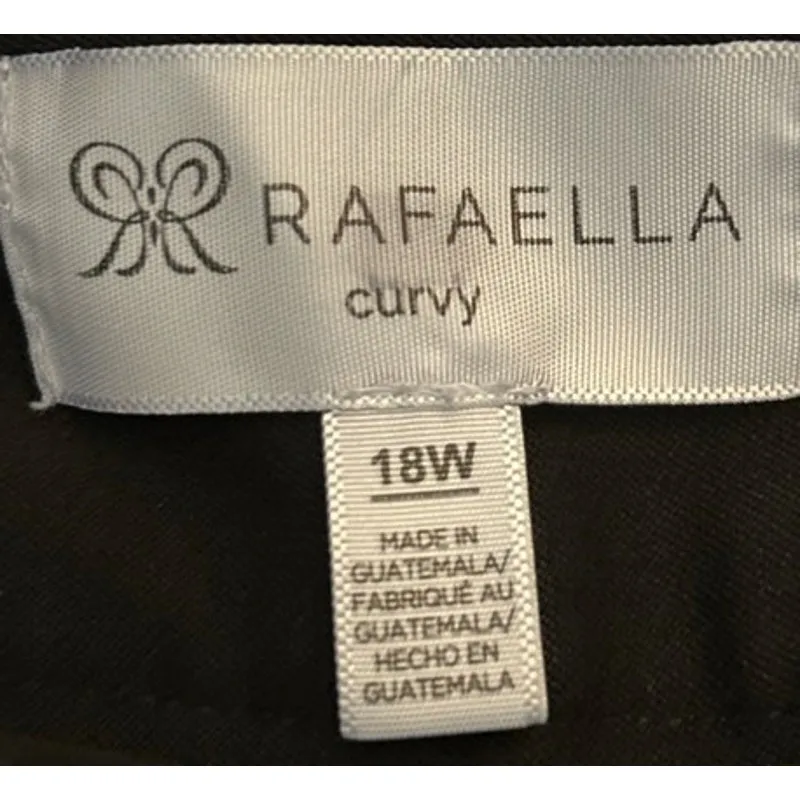 RAFAELLA
curvy
18W
MADE IN
GUATEMALA/
FABRIQUÉ AU
GUATEMALA/
HECHO EN
GUATEMALA